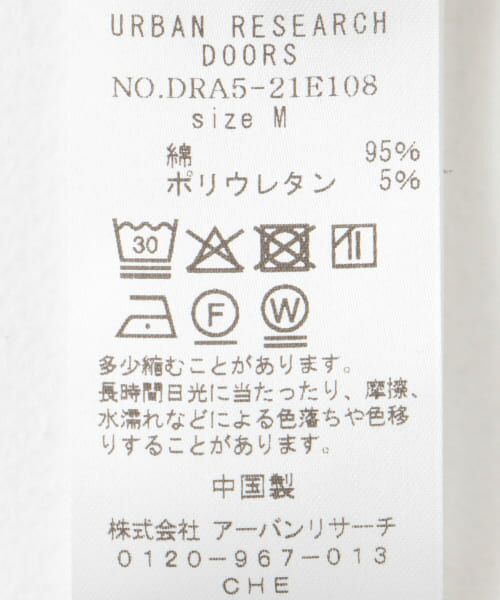 URBAN RESEARCH
DOORS
NO.DRA5-21E108
size M
綿 95%
ポリウレタン 5%
30
F W
多少縮むことがあります。
長時間日光に当たったり、摩擦、
水濡れなどによる色落ちや色移
りすることがあります。
中国製
株式会社 アーバンリサーチ
0120-967-013
CHE